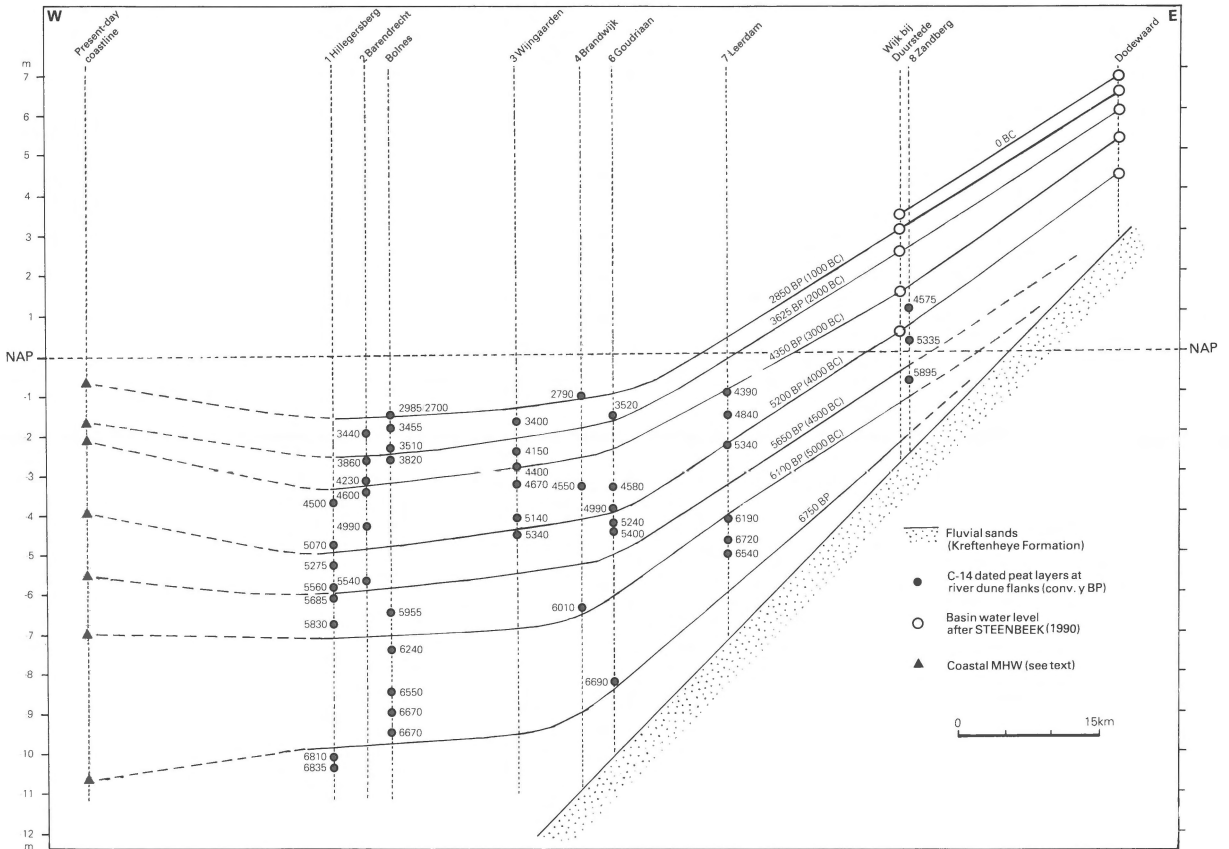 W
E
Present-day
coastline
1 Hillegersberg
2 Barendrecht
Bolnes
3 Wijngaarden
4 Brandwijk
6 Goudriaan
7 Leerdam
Wijk bij
Duurstede
8 Zandberg
Dodewaard
m
7
6
5
4
3
2
1
NAP
NAP
-1
-2
-3
4
5
-6
7
8
9
10
11
12
m
0 BC
2850 BP (1000 BC)
3625 BP (2000 BC)
4350 BP (3000 BC)
5200 BP (4000 BC)
5650 BP (4500 BC)
6100 BP (5000 BC)
6750 BP
4500
5070
5275
5560
5685
5830
6810
6835
3440
3860
4230
4600
4990
5540
2985 2700
3455
3510
3820
5955
6240
6550
6670
6670
3400
4150
4400
4670
5140
5340
2790
4550
6010
3520
4580
4990
5240
5400
6690
4390
4840
5340
6190
6720
6540
4575
5335
5895
Fluvial sands
(Kreftenheye Formation)
C-14 dated peat layers at
river dune flanks (conv. y BP)
Basin water level
after STEENBEEK (1990)
Coastal MHW (see text)
0 15km